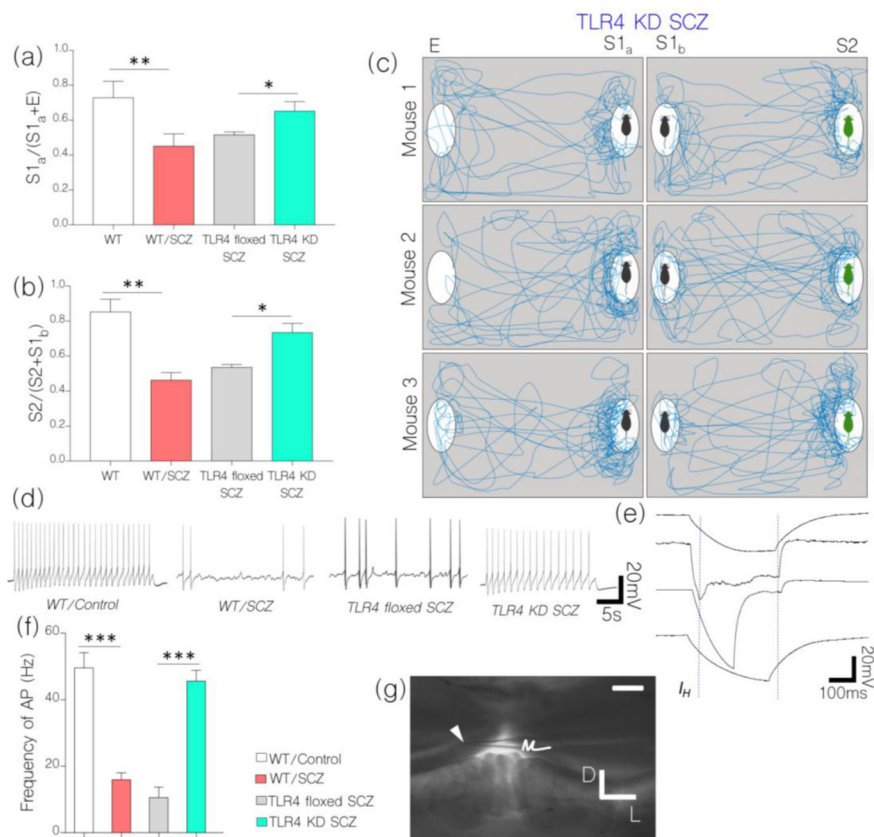 TLR4 KD SCZ
(a)
**
*
S1a/(S1a+E)
1.0
0.8
0.6
0.4
0.2
0.0
WT
WT/SCZ
TLR4 floxed SCZ
TLR4 KD SCZ
(b)
**
*
S2/(S2+S1b)
1.0
0.8
0.6
0.4
0.2
0.0
WT
WT/SCZ
TLR4 floxed SCZ
TLR4 KD SCZ
(c)
E
S1a
S1b
S2
Mouse 1
Mouse 2
Mouse 3
(d)
WT/Control
WT/SCZ
TLR4 floxed SCZ
TLR4 KD SCZ
20mV
5s
(e)
IH
20mV
100ms
(f)
***
***
Frequency of AP (Hz)
60
40
20
0
WT/Control
WT/SCZ
TLR4 floxed SCZ
TLR4 KD SCZ
(g)
D
L